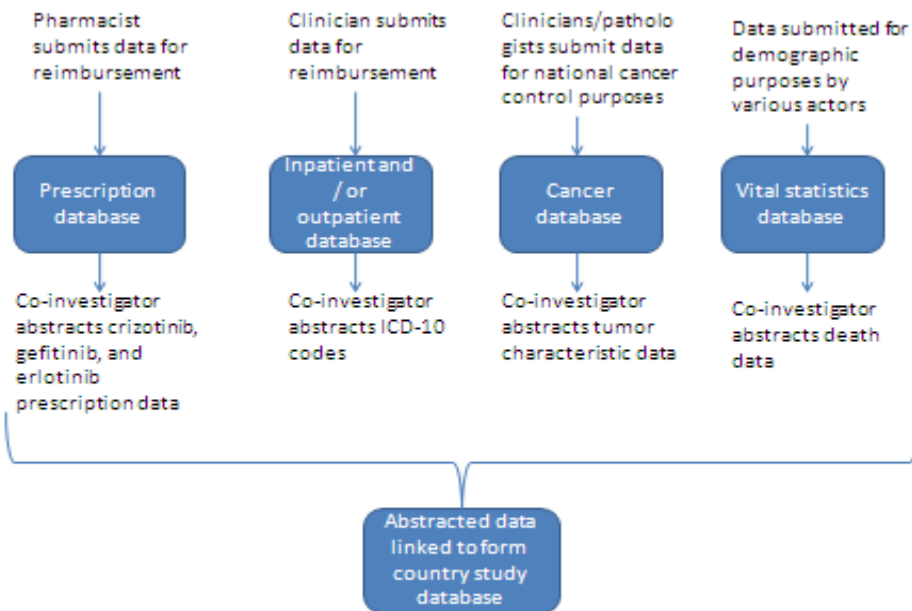 Pharmacist
submits data for
reimbursement
Clinician submits
data for
reimbursement
Clinicians/patholo
gists submit data
for national cancer
control purposes
Data submitted for
demographic
purposes by
various actors
Prescription
database
Inpatient and
/ or
outpatient
database
Cancer
database
Vital statistics
database
Co-investigator
abstracts crizotinib,
gefitinib, and
erlotinib
prescription data
Co-investigator
abstracts ICD-10
codes
Co-investigator
abstracts tumor
characteristic data
Co-investigator
abstracts death
data
Abstracted data
linked to form
country study
database